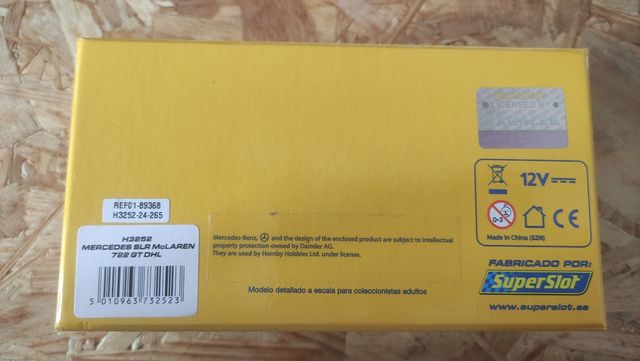 LICENSED BY
12V
0-3
CE
Made in China (SZN)
REF01-89368
H3252-24-265
H3252
MERCEDES SLR McLAREN
722 GT DHL
5 010963 732523
Mercedes-Benz, and the design of the enclosed product are subject to intellectual
property protection owned by Daimler AG.
They are used by Hornby Hobbies Ltd. under license.
Modelo detallado a escala para coleccionistas adultos
FABRICADO POR:
SuperSlot
www.superslot.es